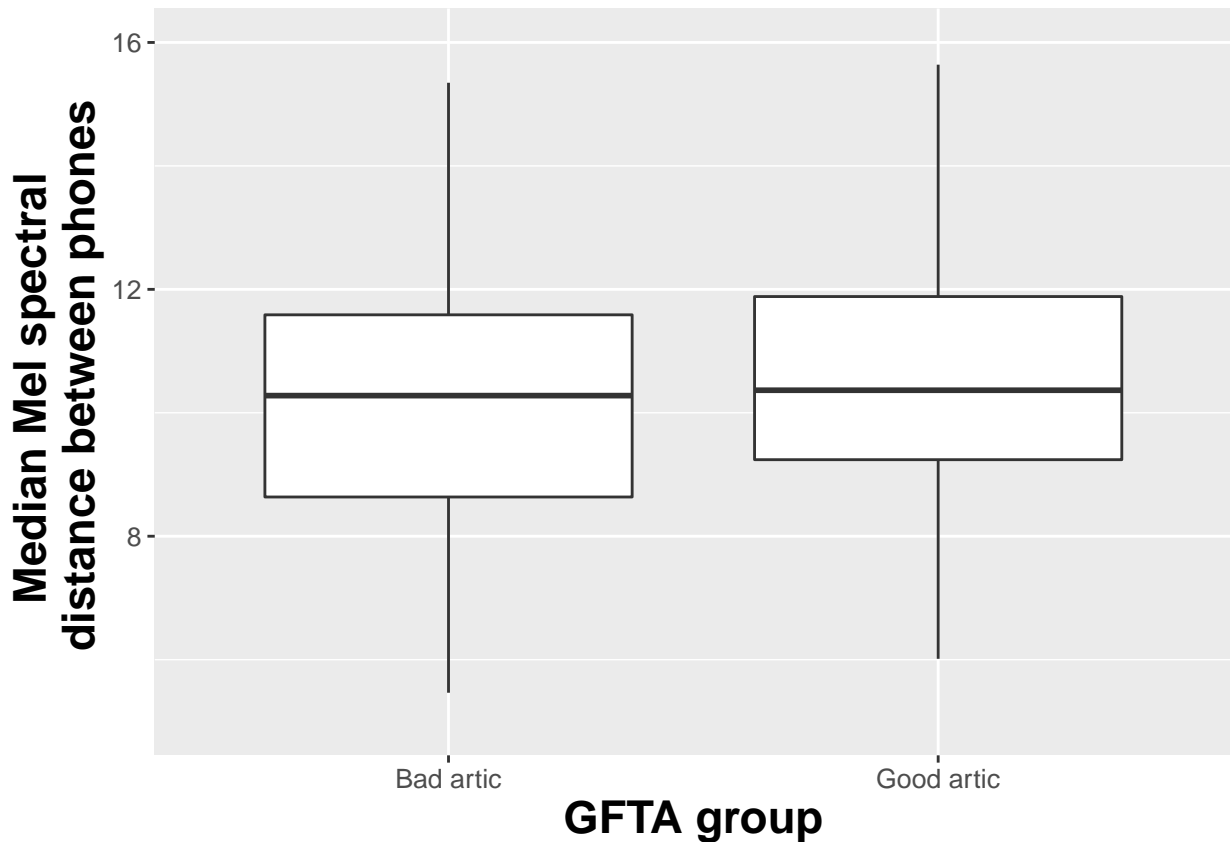 Median Mel spectral
distance between phones
16
12
8
Bad artic
Good artic
GFTA group